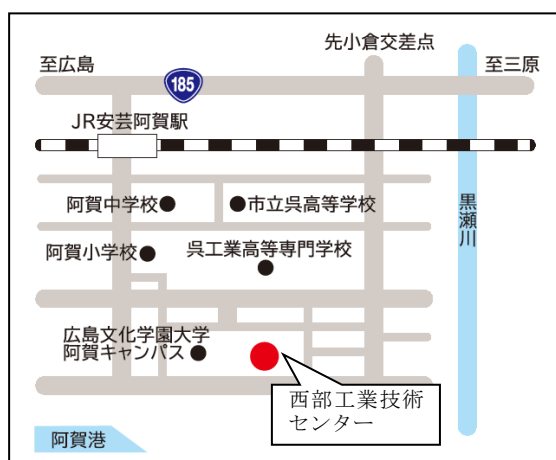 先小倉交差点
至広島
至三原
185
JR安芸阿賀駅
阿賀中学校
市立呉高等学校
黒瀬川
阿賀小学校
呉工業高等専門学校
広島文化学園大学
阿賀キャンパス
西部工業技術
センター
阿賀港